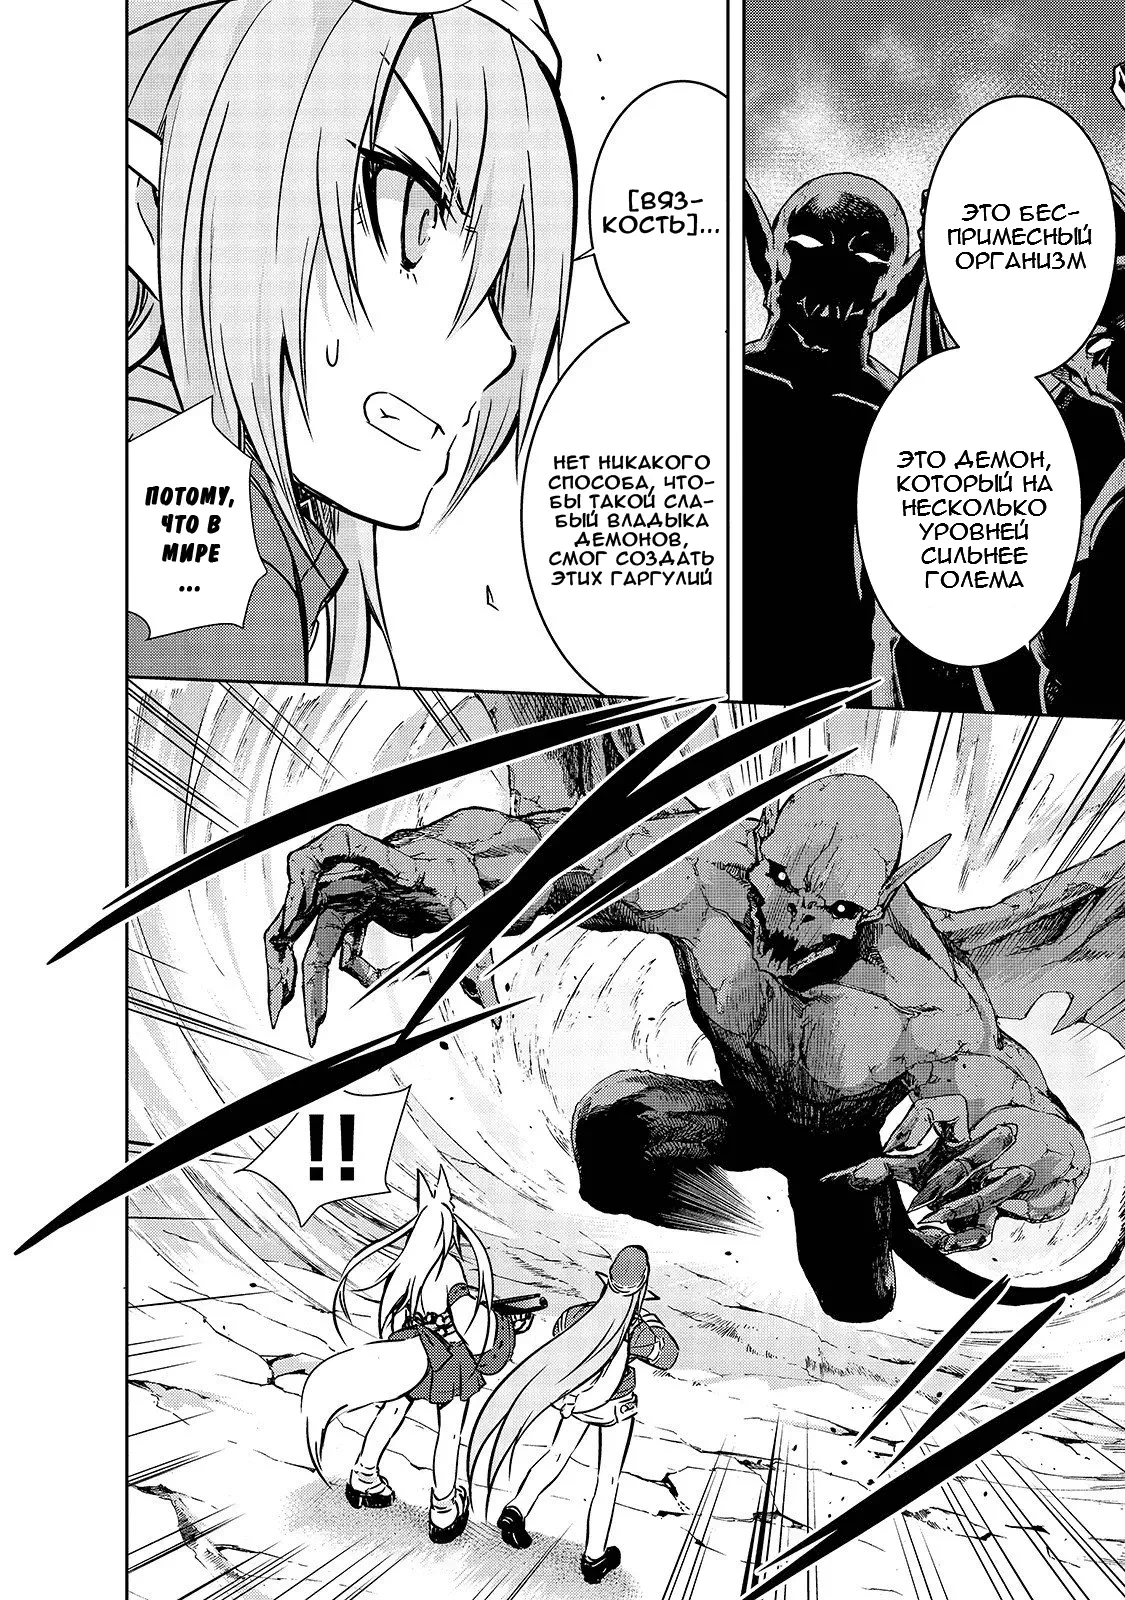 ЭТО БЕС-
ПРИМЕСНЫЙ
ОРГАНИЗМ
ЭТО ДЕМОН,
КОТОРЫЙ НА
НЕСКОЛЬКО
УРОВНЕЙ
СИЛЬНЕЕ
ГОЛЕМА
[ВЯЗ-
КОСТЬ]...
НЕТ НИКАКОГО
СПОСОБА, ЧТО-
БЫ ТАКОЙ СЛА-
БЫЙ ВЛАДЫКА
ДЕМОНОВ,
СМОГ СОЗДАТЬ
ЭТИХ ГАРГУЛИЙ
ПОТОМУ,
ЧТО В
МИРЕ
...
!!